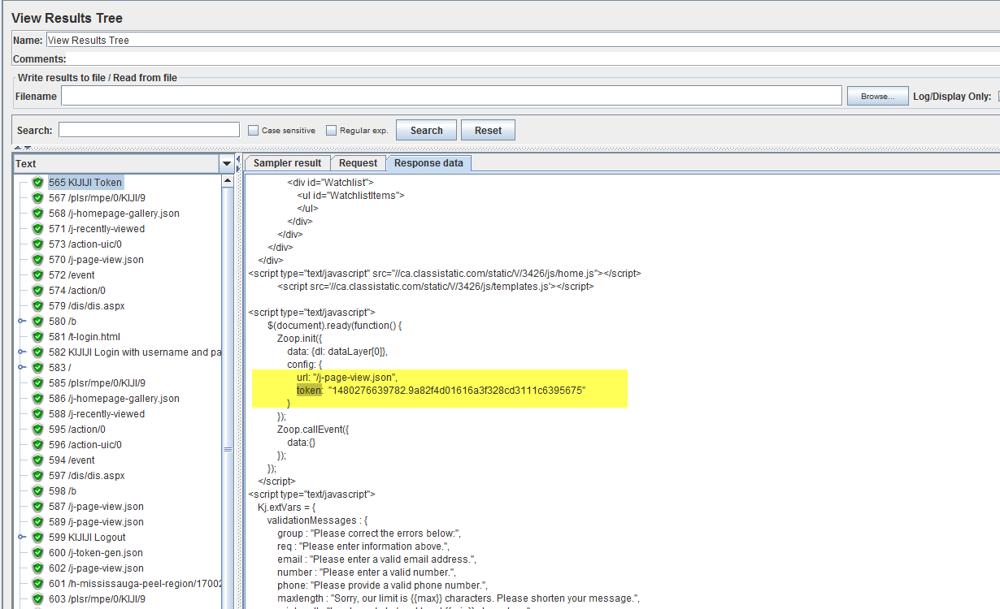 View Results Tree
Name: View Results Tree
Comments:
Write results to file / Read from file
Filename Browse... Log/Display Only:
Search: Case sensitive Regular exp. Search Reset
Text
565 KIJIJI Token
567 /plsr/mpe/0/KIJI/9
568 /j-homepage-gallery.json
571 /j-recently-viewed
573 /action-uic/0
570 /j-page-view.json
572 /event
574 /action/0
579 /dis/dis.aspx
580 /b
581 /t-login.html
582 KIJIJI Login with username and pa
583 /
585 /plsr/mpe/0/KIJI/9
586 /j-homepage-gallery.json
588 /j-recently-viewed
595 /action/0
596 /action-uic/0
594 /event
597 /dis/dis.aspx
598 /b
587 /j-page-view.json
589 /j-page-view.json
599 KIJIJI Logout
600 /j-token-gen.json
602 /j-page-view.json
601 /h-mississauga-peel-region/17002
603 /plsr/mpe/0/KIJI/9
Sampler result Request Response data
<div id="Watchlist">
<ul id="WatchlistItems">
</ul>
</div>
</div>
</div>
</div>
<script type="text/javascript" src="//ca.classistatic.com/static/V/3426/js/home.js"></script>
<script src='//ca.classistatic.com/static/V/3426/js/templates.js'></script>
<script type="text/javascript">
$(document).ready(function() {
Zoop.init({
data: {dl: dataLayer[0]},
config: {
url: "/j-page-view.json",
token: "1480276639782.9a82f4d01616a3f328cd3111c6395675"
}
});
Zoop.callEvent({
data:{}
});
});
</script>
<script type="text/javascript">
Kj.extVars = {
validationMessages : {
group : "Please correct the errors below:",
req : "Please enter information above.",
email : "Please enter a valid email address.",
number : "Please enter a valid number.",
phone: "Please provide a valid phone number.",
maxlength : "Sorry, our limit is {{max}} characters. Please shorten your message.",